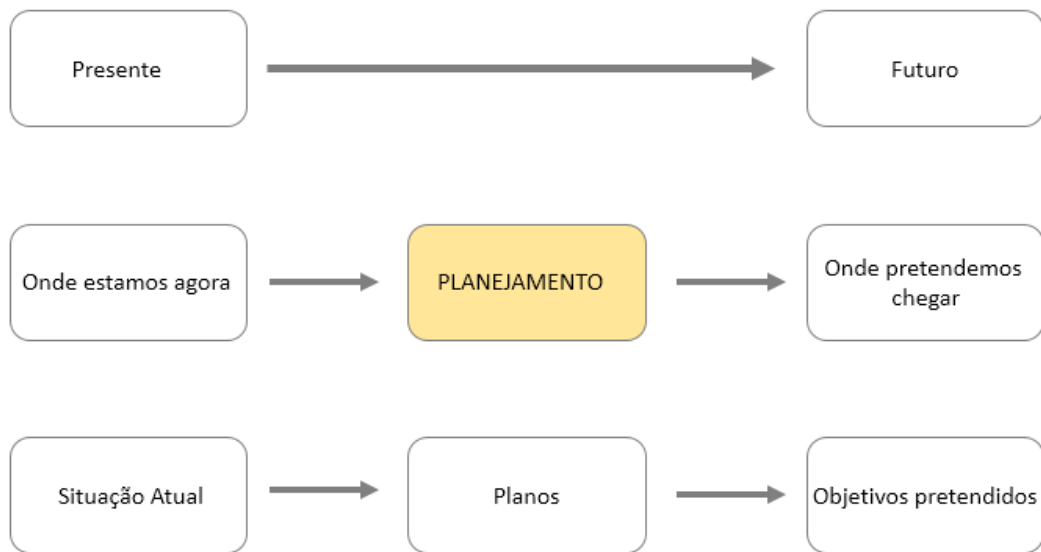 Presente
Futuro
Onde estamos agora
PLANEJAMENTO
Onde pretendemos
chegar
Situação Atual
Planos
Objetivos pretendidos